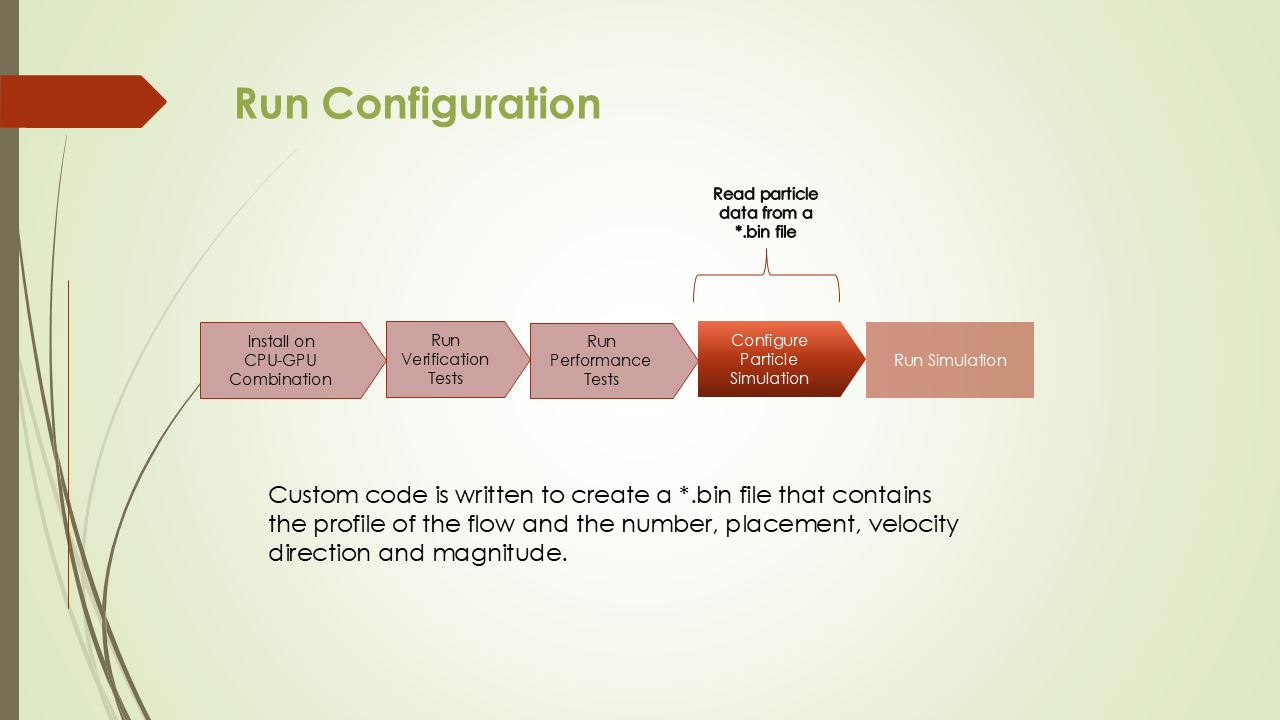 Run Configuration
Read particle
data from a
*.bin file
Install on
CPU-GPU
Combination
Run
Verification
Tests
Run
Performance
Tests
Configure
Particle
Simulation
Run Simulation
Custom code is written to create a *.bin file that contains
the profile of the flow and the number, placement, velocity
direction and magnitude.